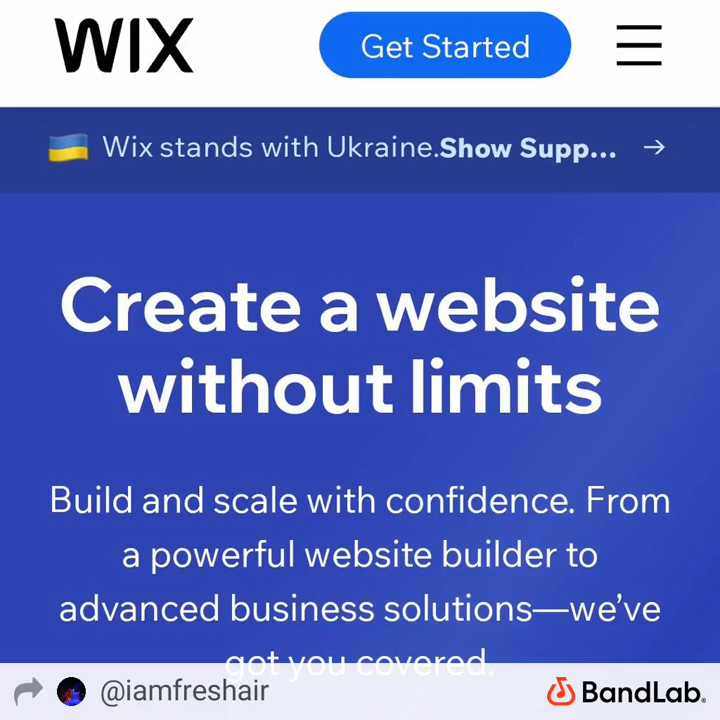 WIX
Get Started
Wix stands with Ukraine.Show Supp...
Create a website
without limits
Build and scale with confidence. From
a powerful website builder to
advanced business solutions—we’ve
got you covered.
@iamfreshair
BandLab.